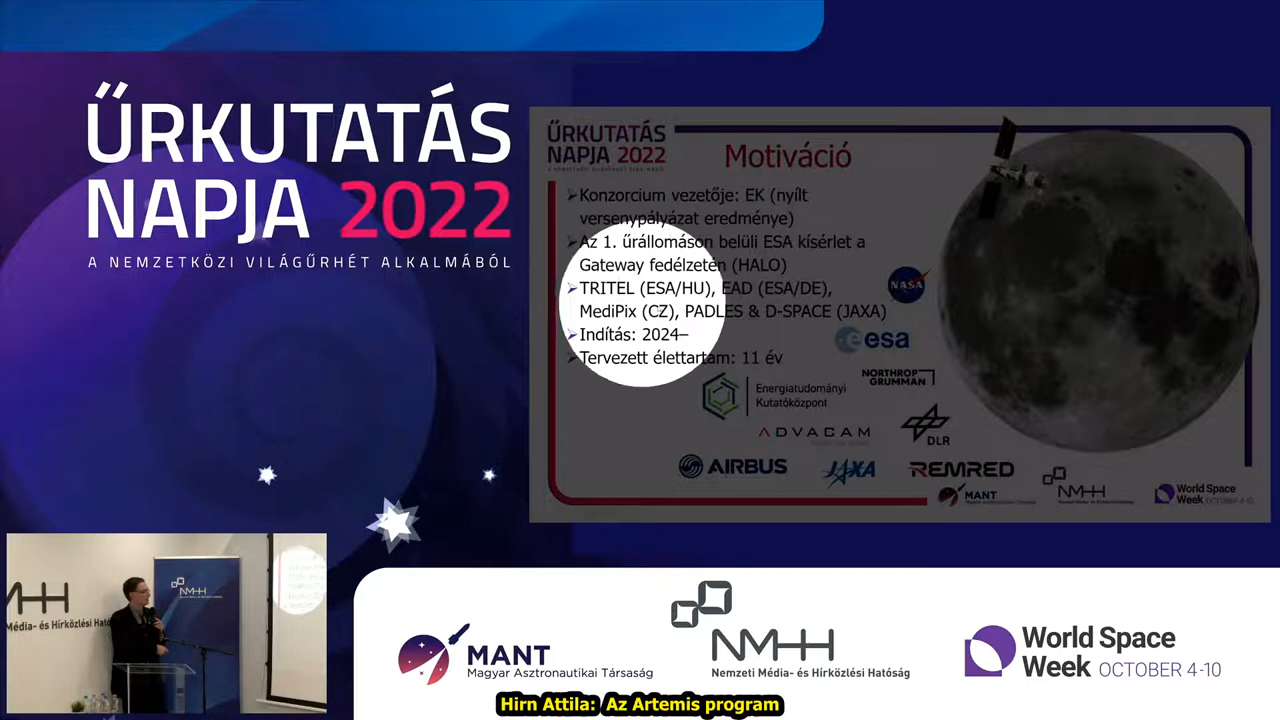 ŰRKUTATÁS
NAPJA 2022
A NEMZETKÖZI VILÁGŰRHÉT ALKALMÁBÓL
ŰRKUTATÁS
NAPJA 2022
Motiváció
➢Konzorcium vezetője: EK (nyílt
versenypályázat eredménye)
➢Az 1. űrállomáson belüli ESA kísérlet a
Gateway fedélzetén (HALO)
➢TRITEL (ESA/HU), EAD (ESA/DE),
MediPix (CZ), PADLES & D-SPACE (JAXA)
➢Indítás: 2024–
➢Tervezett élettartam: 11 év
NASA
esa
NORTHROP
GRUMMAN
Energiatudományi
Kutatóközpont
ADVACAM
DLR
AIRBUS
JAXA
REMRED
MANT
NMHH
World Space
Week OCTOBER 4-10
NMHH
Média- és Hírközlési Ható
MANT
Magyar Asztronautikai Társaság
NMHH
Nemzeti Média- és Hírközlési Hatóság
World Space
Week OCTOBER 4-10
Hirn Attila: Az Artemis program